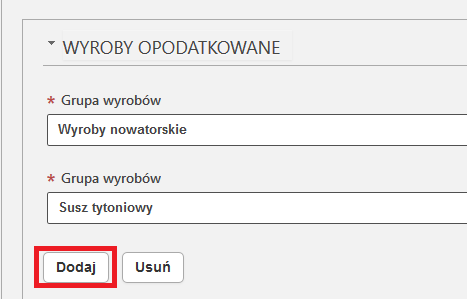 WYROBY OPODATKOWANE
* Grupa wyrobów
Wyroby nowatorskie
* Grupa wyrobów
Susz tytoniowy
Dodaj Usuń